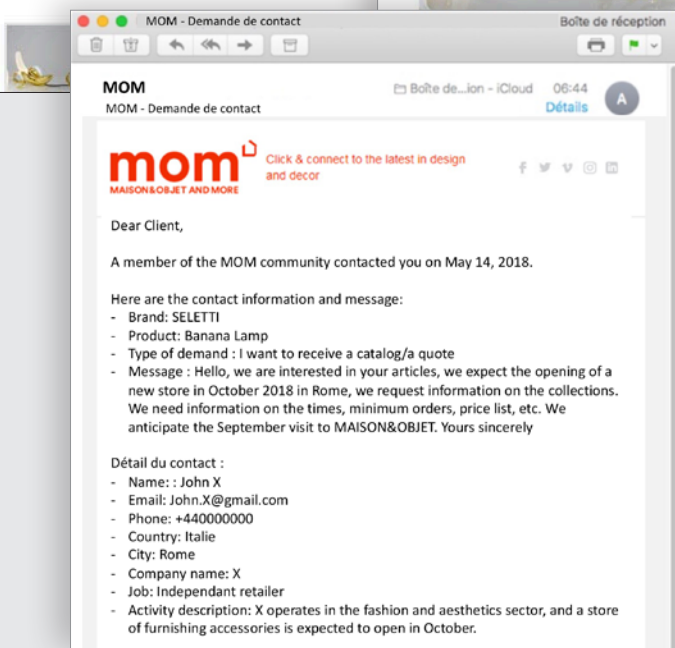 MOM - Demande de contact
Boîte de réception
MOM
Boîte de...ion - iCloud 06:44
MOM - Demande de contact
Détails
A
mom
MAISON&OBJET AND MORE
Click & connect to the latest in design
and decor
Dear Client,
A member of the MOM community contacted you on May 14, 2018.
Here are the contact information and message:
- Brand: SELETTI
- Product: Banana Lamp
- Type of demand : I want to receive a catalog/a quote
- Message : Hello, we are interested in your articles, we expect the opening of a
new store in October 2018 in Rome, we request information on the collections.
We need information on the times, minimum orders, price list, etc. We
anticipate the September visit to MAISON&OBJET. Yours sincerely
Détail du contact :
- Name: : John X
- Email: John.X@gmail.com
- Phone: +440000000
- Country: Italie
- City: Rome
- Company name: X
- Job: Independant retailer
- Activity description: X operates in the fashion and aesthetics sector, and a store
of furnishing accessories is expected to open in October.